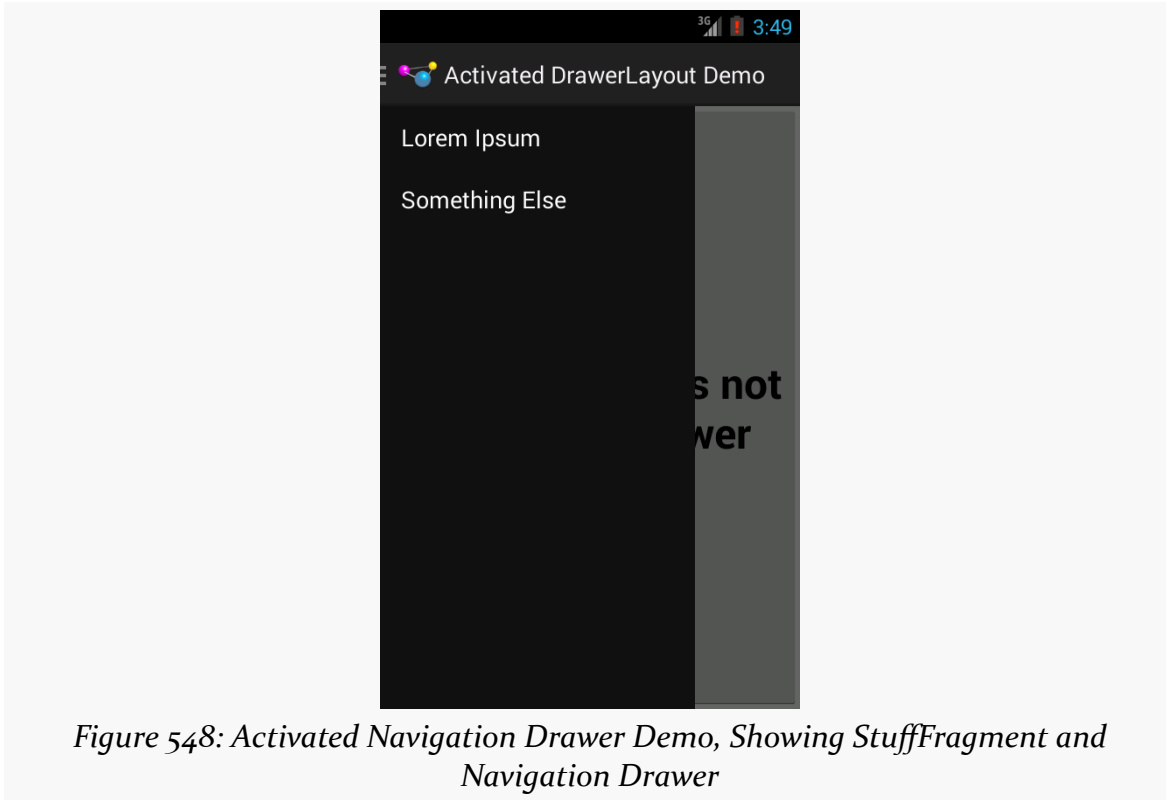 3G
3:49
Activated DrawerLayout Demo
Lorem Ipsum
Something Else
s not
wer
Figure 548: Activated Navigation Drawer Demo, Showing StuffFragment and
Navigation Drawer